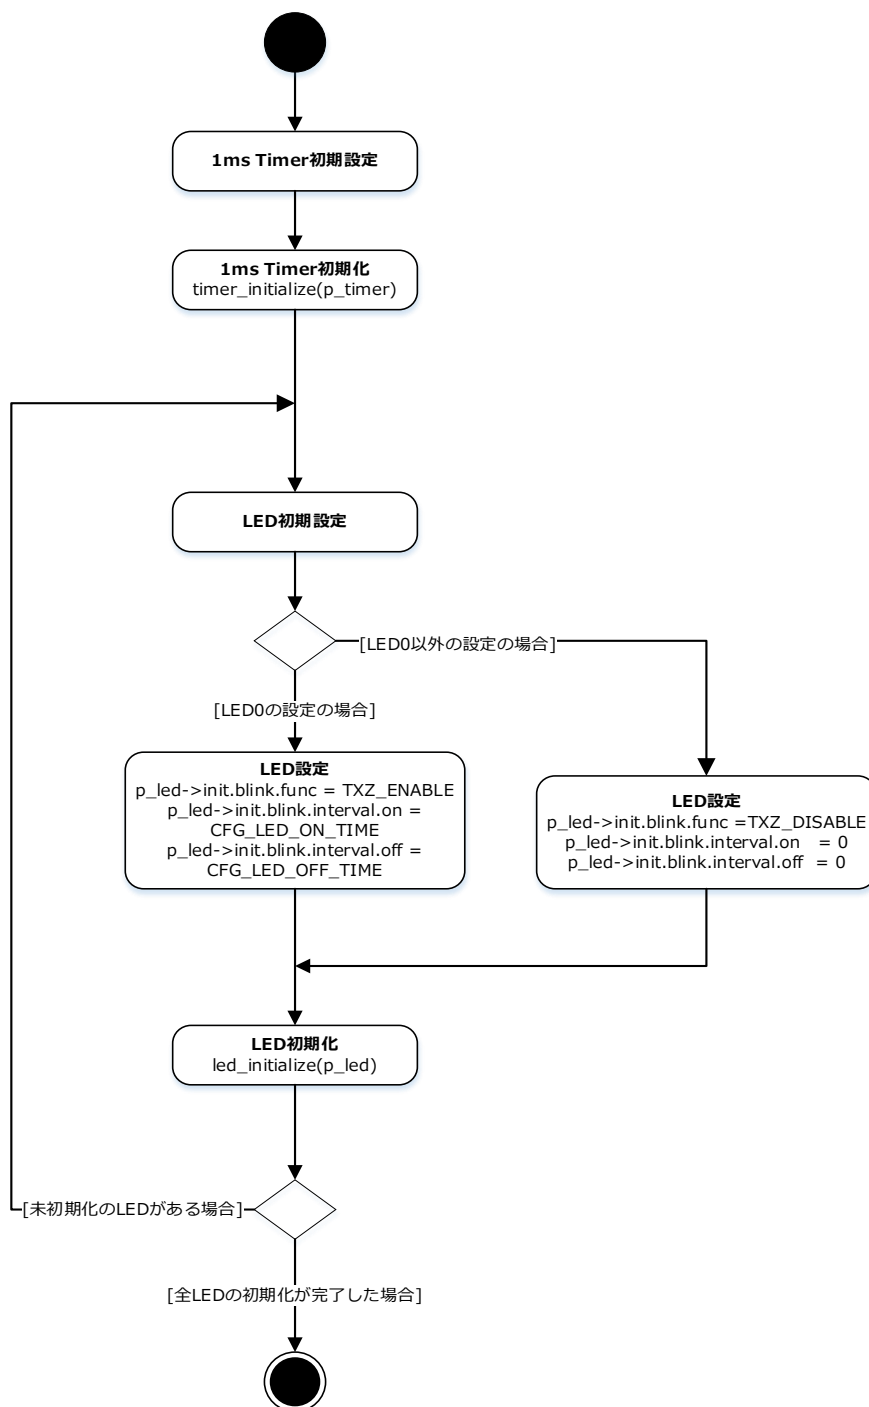 1ms Timer初期設定
1ms Timer初期化
timer_initialize(p_timer)
LED初期設定
[LED0以外の設定の場合]
[LED0の設定の場合]
LED設定
p_led->init.blink.func = TXZ_ENABLE
p_led->init.blink.interval.on =
CFG_LED_ON_TIME
p_led->init.blink.interval.off =
CFG_LED_OFF_TIME
LED設定
p_led->init.blink.func =TXZ_DISABLE
p_led->init.blink.interval.on  = 0
p_led->init.blink.interval.off  = 0
LED初期化
led_initialize(p_led)
[未初期化のLEDがある場合]
[全LEDの初期化が完了した場合]